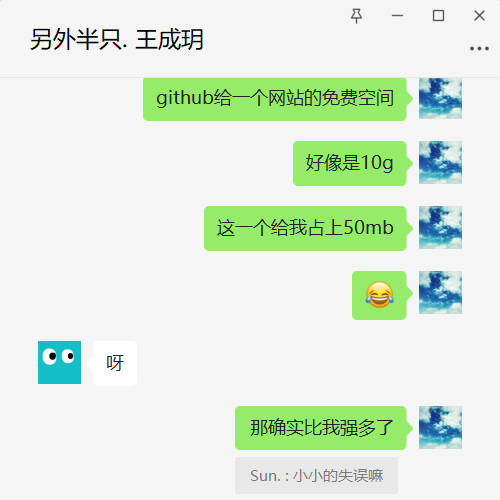 另外半只. 王成玥
github给一个网站的免费空间
好像是10g
这一个给我占上50mb
😂
呀
那确实比我强多了
Sun. : 小小的失误嘛